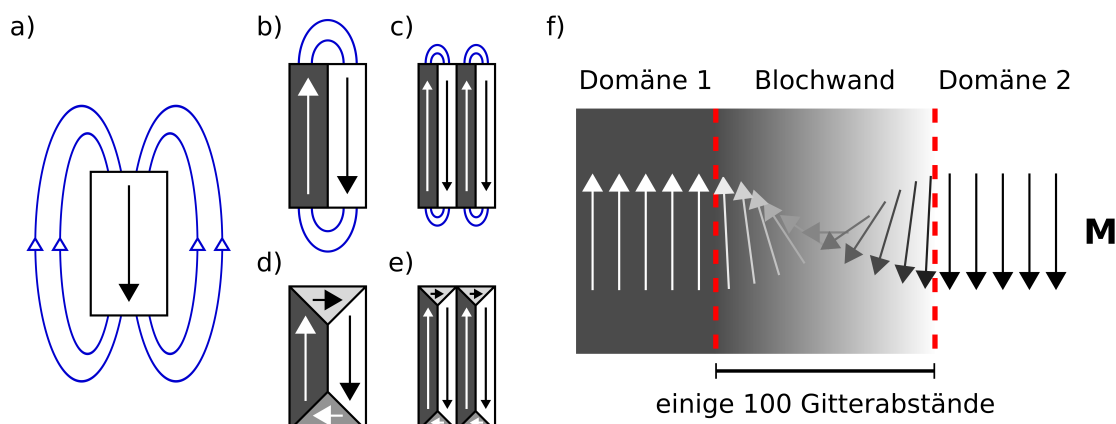 a)
b)
c)
f)
Domäne 1
Blochwand
Domäne 2
M
d)
e)
einige 100 Gitterabstände